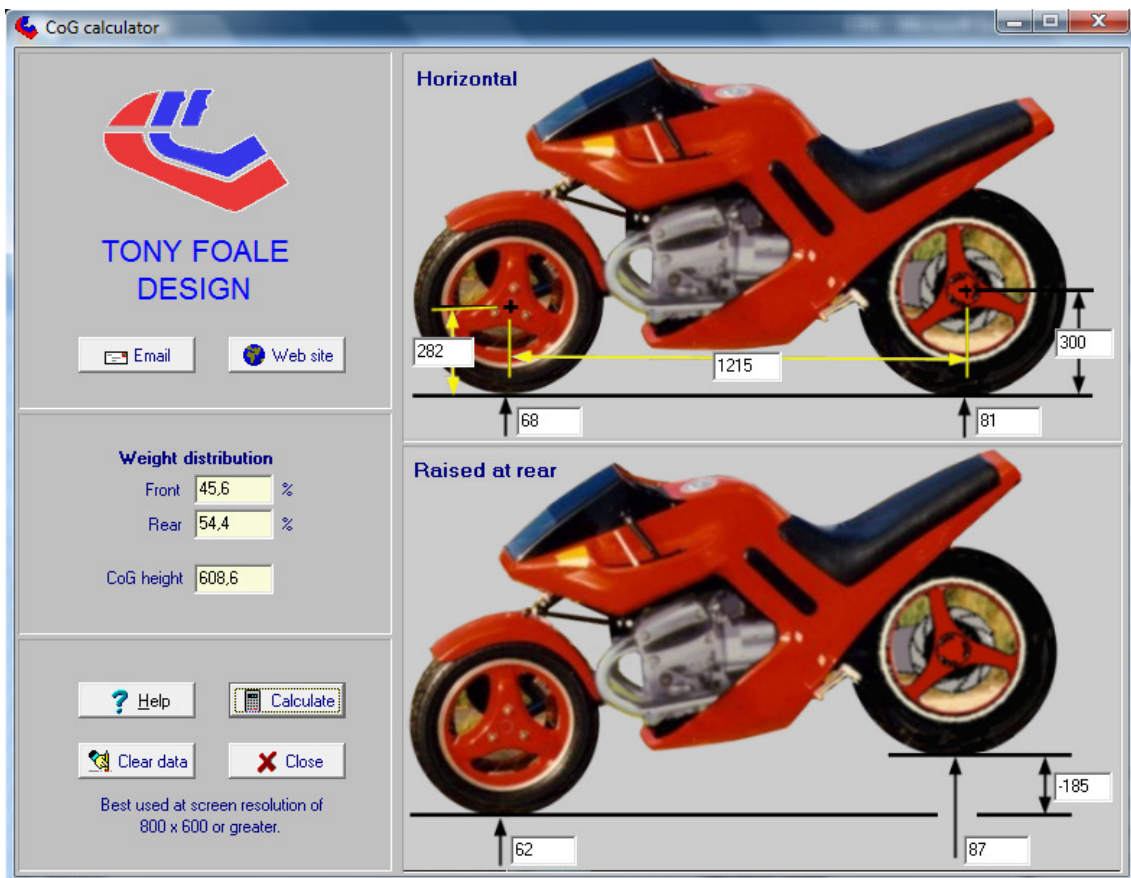 CoG calculator
TONY FOALE
DESIGN
Email
Web site
Weight distribution
Front 45,6 %
Rear 54,4 %
CoG height 608,6
Help
Calculate
Clear data
Close
Best used at screen resolution of
800 x 600 or greater.
Horizontal
282
1215
300
68
81
Raised at rear
-185
62
87